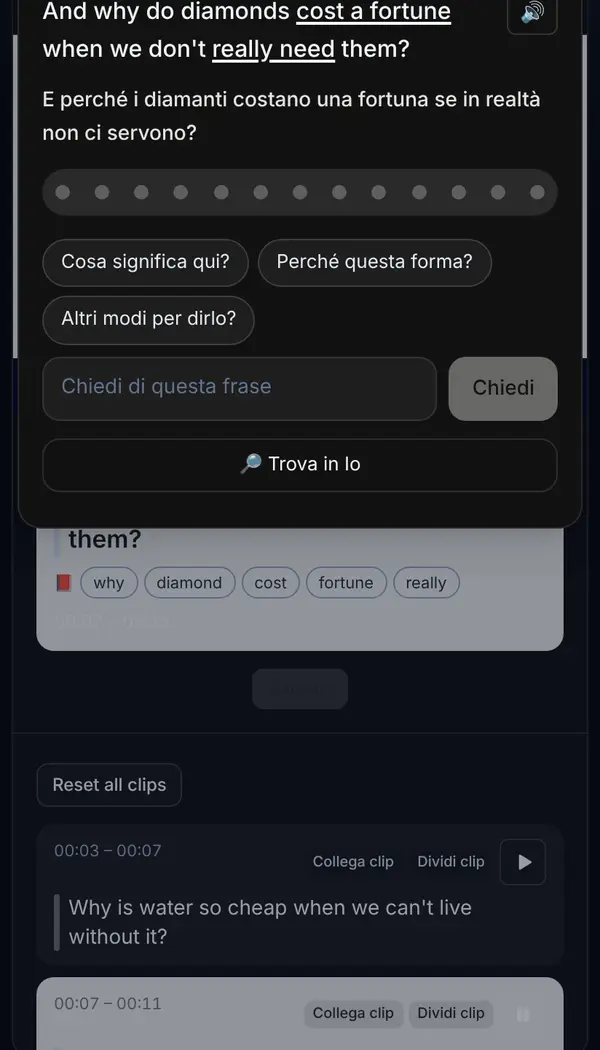 And why do diamonds cost a fortune
when we don't really need them?
E perché i diamanti costano una fortuna se in realtà
non ci servono?
Cosa significa qui?
Perché questa forma?
Altri modi per dirlo?
Chiedi di questa frase
Chiedi
🔎 Trova in Io
them?
why
diamond
cost
fortune
really
Reset all clips
00:03 – 00:07
Collega clip
Dividi clip
Why is water so cheap when we can't live
without it?
00:07 – 00:11
Collega clip
Dividi clip